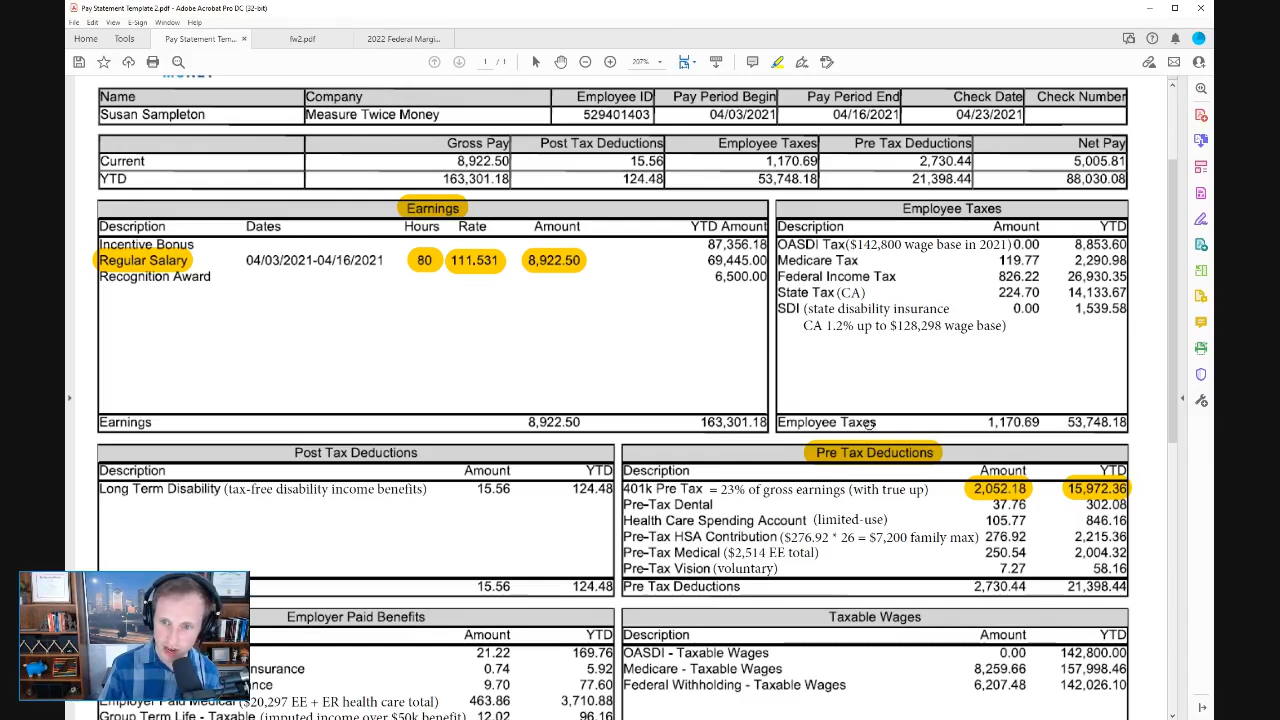 Pay Statement Template 2.pdf - Adobe Acrobat Pro DC (32-bit)
File Edit View E-Sign Window Help
Home Tools Pay Statement Tem... × fw2.pdf 2022 Federal Margi...
1 / 1 207%
Name Company Employee ID Pay Period Begin Pay Period End Check Date Check Number
Susan Sampleton Measure Twice Money 529401403 04/03/2021 04/16/2021 04/23/2021
Gross Pay Post Tax Deductions Employee Taxes Pre Tax Deductions Net Pay
Current 8,922.50 15.56 1,170.69 2,730.44 5,005.81
YTD 163,301.18 124.48 53,748.18 21,398.44 88,030.08
Earnings
Description Dates Hours Rate Amount YTD Amount
Incentive Bonus 87,356.18
Regular Salary 04/03/2021-04/16/2021 80 111.531 8,922.50 69,445.00
Recognition Award 6,500.00
Earnings 8,922.50 163,301.18
Employee Taxes
Description Amount YTD
OASDI Tax ($142,800 wage base in 2021) 0.00 8,853.60
Medicare Tax 119.77 2,290.98
Federal Income Tax 826.22 26,930.35
State Tax (CA) 224.70 14,133.67
SDI (state disability insurance 0.00 1,539.58
CA 1.2% up to $128,298 wage base)
Employee Taxes 1,170.69 53,748.18
Post Tax Deductions
Description Amount YTD
Long Term Disability (tax-free disability income benefits) 15.56 124.48
15.56 124.48
Pre Tax Deductions
Description Amount YTD
401k Pre Tax = 23% of gross earnings (with true up) 2,052.18 15,972.36
Pre-Tax Dental 37.76 302.08
Health Care Spending Account (limited-use) 105.77 846.16
Pre-Tax HSA Contribution ($276.92 * 26 = $7,200 family max) 276.92 2,215.36
Pre-Tax Medical ($2,514 EE total) 250.54 2,004.32
Pre-Tax Vision (voluntary) 7.27 58.16
Pre Tax Deductions 2,730.44 21,398.44
Employer Paid Benefits
Amount YTD
21.22 169.76
nsurance 0.74 5.92
nce 9.70 77.60
Employer Paid Medical ($20,297 EE + ER health care total) 463.86 3,710.88
Group Term Life - Taxable (imputed income over $50k benefit) 12.02 96.16
Taxable Wages
Description Amount YTD
OASDI - Taxable Wages 0.00 142,800.00
Medicare - Taxable Wages 8,259.66 157,998.46
Federal Withholding - Taxable Wages 6,207.48 142,026.10